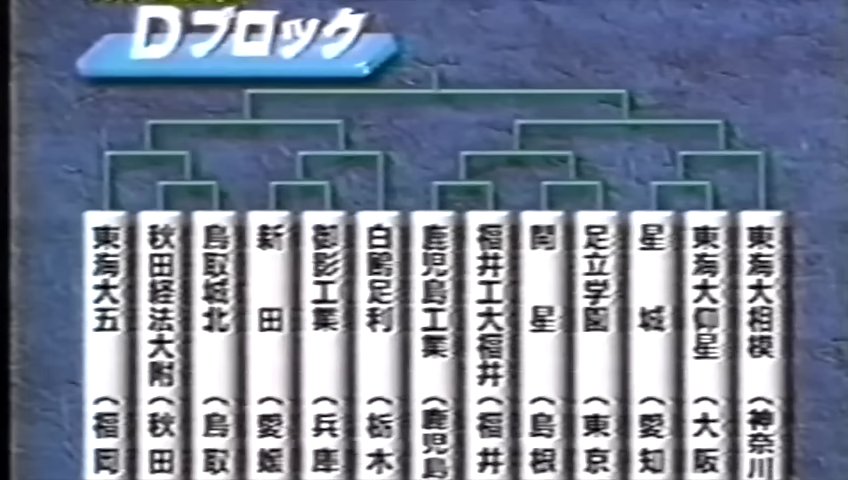 Dブロック
東海大五（福岡
秋田経法大附（秋田
鳥取城北（鳥取
新田（愛媛
御影工業（兵庫
白鴎足利（栃木
鹿児島工業（鹿児島
福井工大福井（福井
開星（島根
足立学園（東京
星城（愛知
東海大仰星（大阪
東海大相模（神奈川